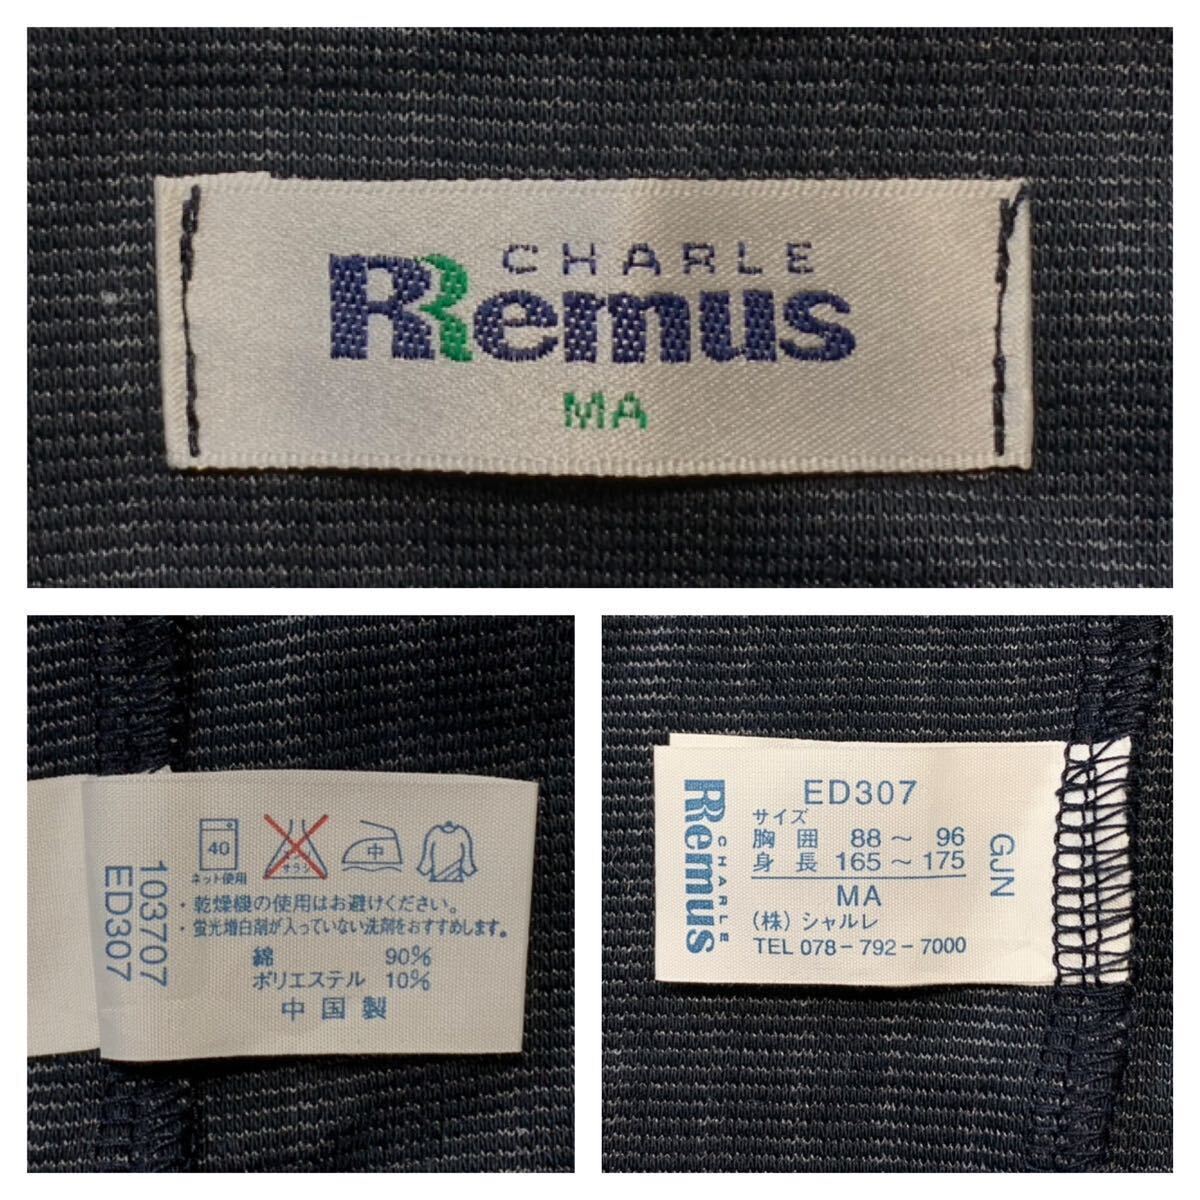 CHARLE
Remus
MA
40
ネット使用
サラシ
中
・乾燥機の使用はお避けください。
・蛍光増白剤が入っていない洗剤をおすすめします。
綿 90%
ポリエステル 10%
中国製
103707
ED307
Remus
CHARLE
ED307
サイズ
胸囲 88～96
身長 165～175
MA
(株)シャルレ
TEL 078-792-7000
GJN